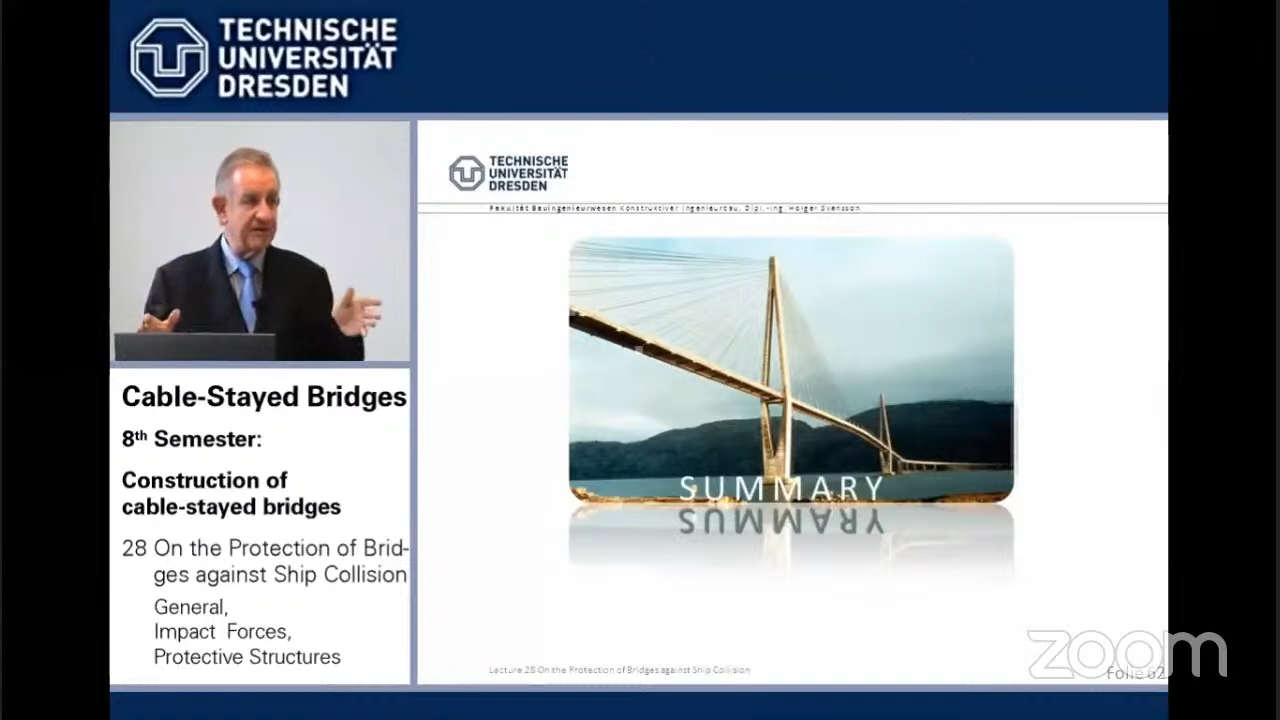 TECHNISCHE
UNIVERSITÄT
DRESDEN
TECHNISCHE
UNIVERSITÄT
DRESDEN
Fakultät Bauingenieurwesen Konstruktiver Ingenieurbau, Dipl.-Ing. Holger Svensson
SUMMARY
Cable-Stayed Bridges
8th Semester:
Construction of
cable-stayed bridges
28 On the Protection of Brid-
ges against Ship Collision
General,
Impact Forces,
Protective Structures
Lecture 28 On the Protection of Bridges against Ship Collision
Folie 62
zoom